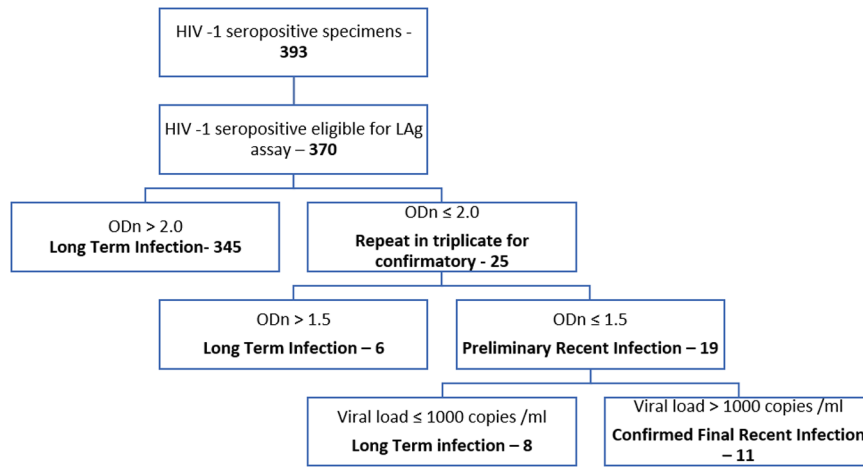 HIV -1 seropositive specimens -
393
HIV -1 seropositive eligible for LAg
assay – 370
ODn > 2.0
Long Term Infection- 345
ODn ≤ 2.0
Repeat in triplicate for
confirmatory - 25
ODn > 1.5
Long Term Infection – 6
ODn ≤ 1.5
Preliminary Recent Infection – 19
Viral load ≤ 1000 copies /ml
Long Term infection – 8
Viral load > 1000 copies /ml
Confirmed Final Recent Infection
– 11